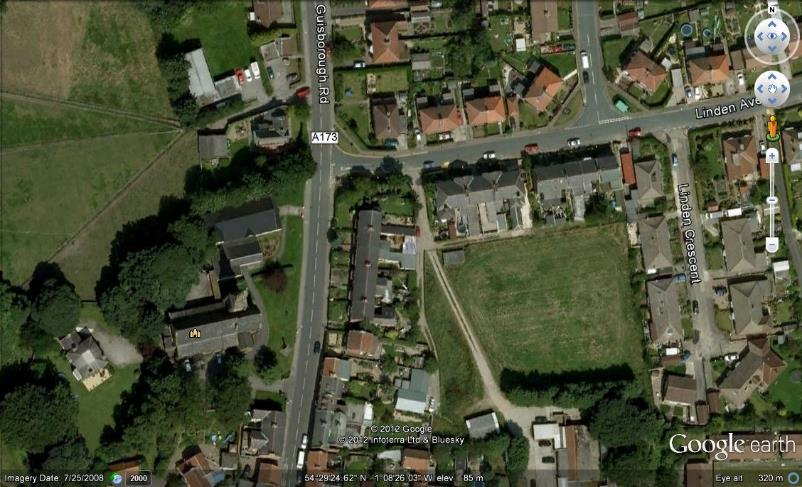 N
Guisborough Rd
A173
Linden Ave
Linden Crescent
© 2012 Google
© 2012 Infoterra Ltd & Bluesky
Google earth
Imagery Date 7/25/2008
2000
54°29'24.62" N 1°08'26.03" W elev 85 m
Eye alt 320 m